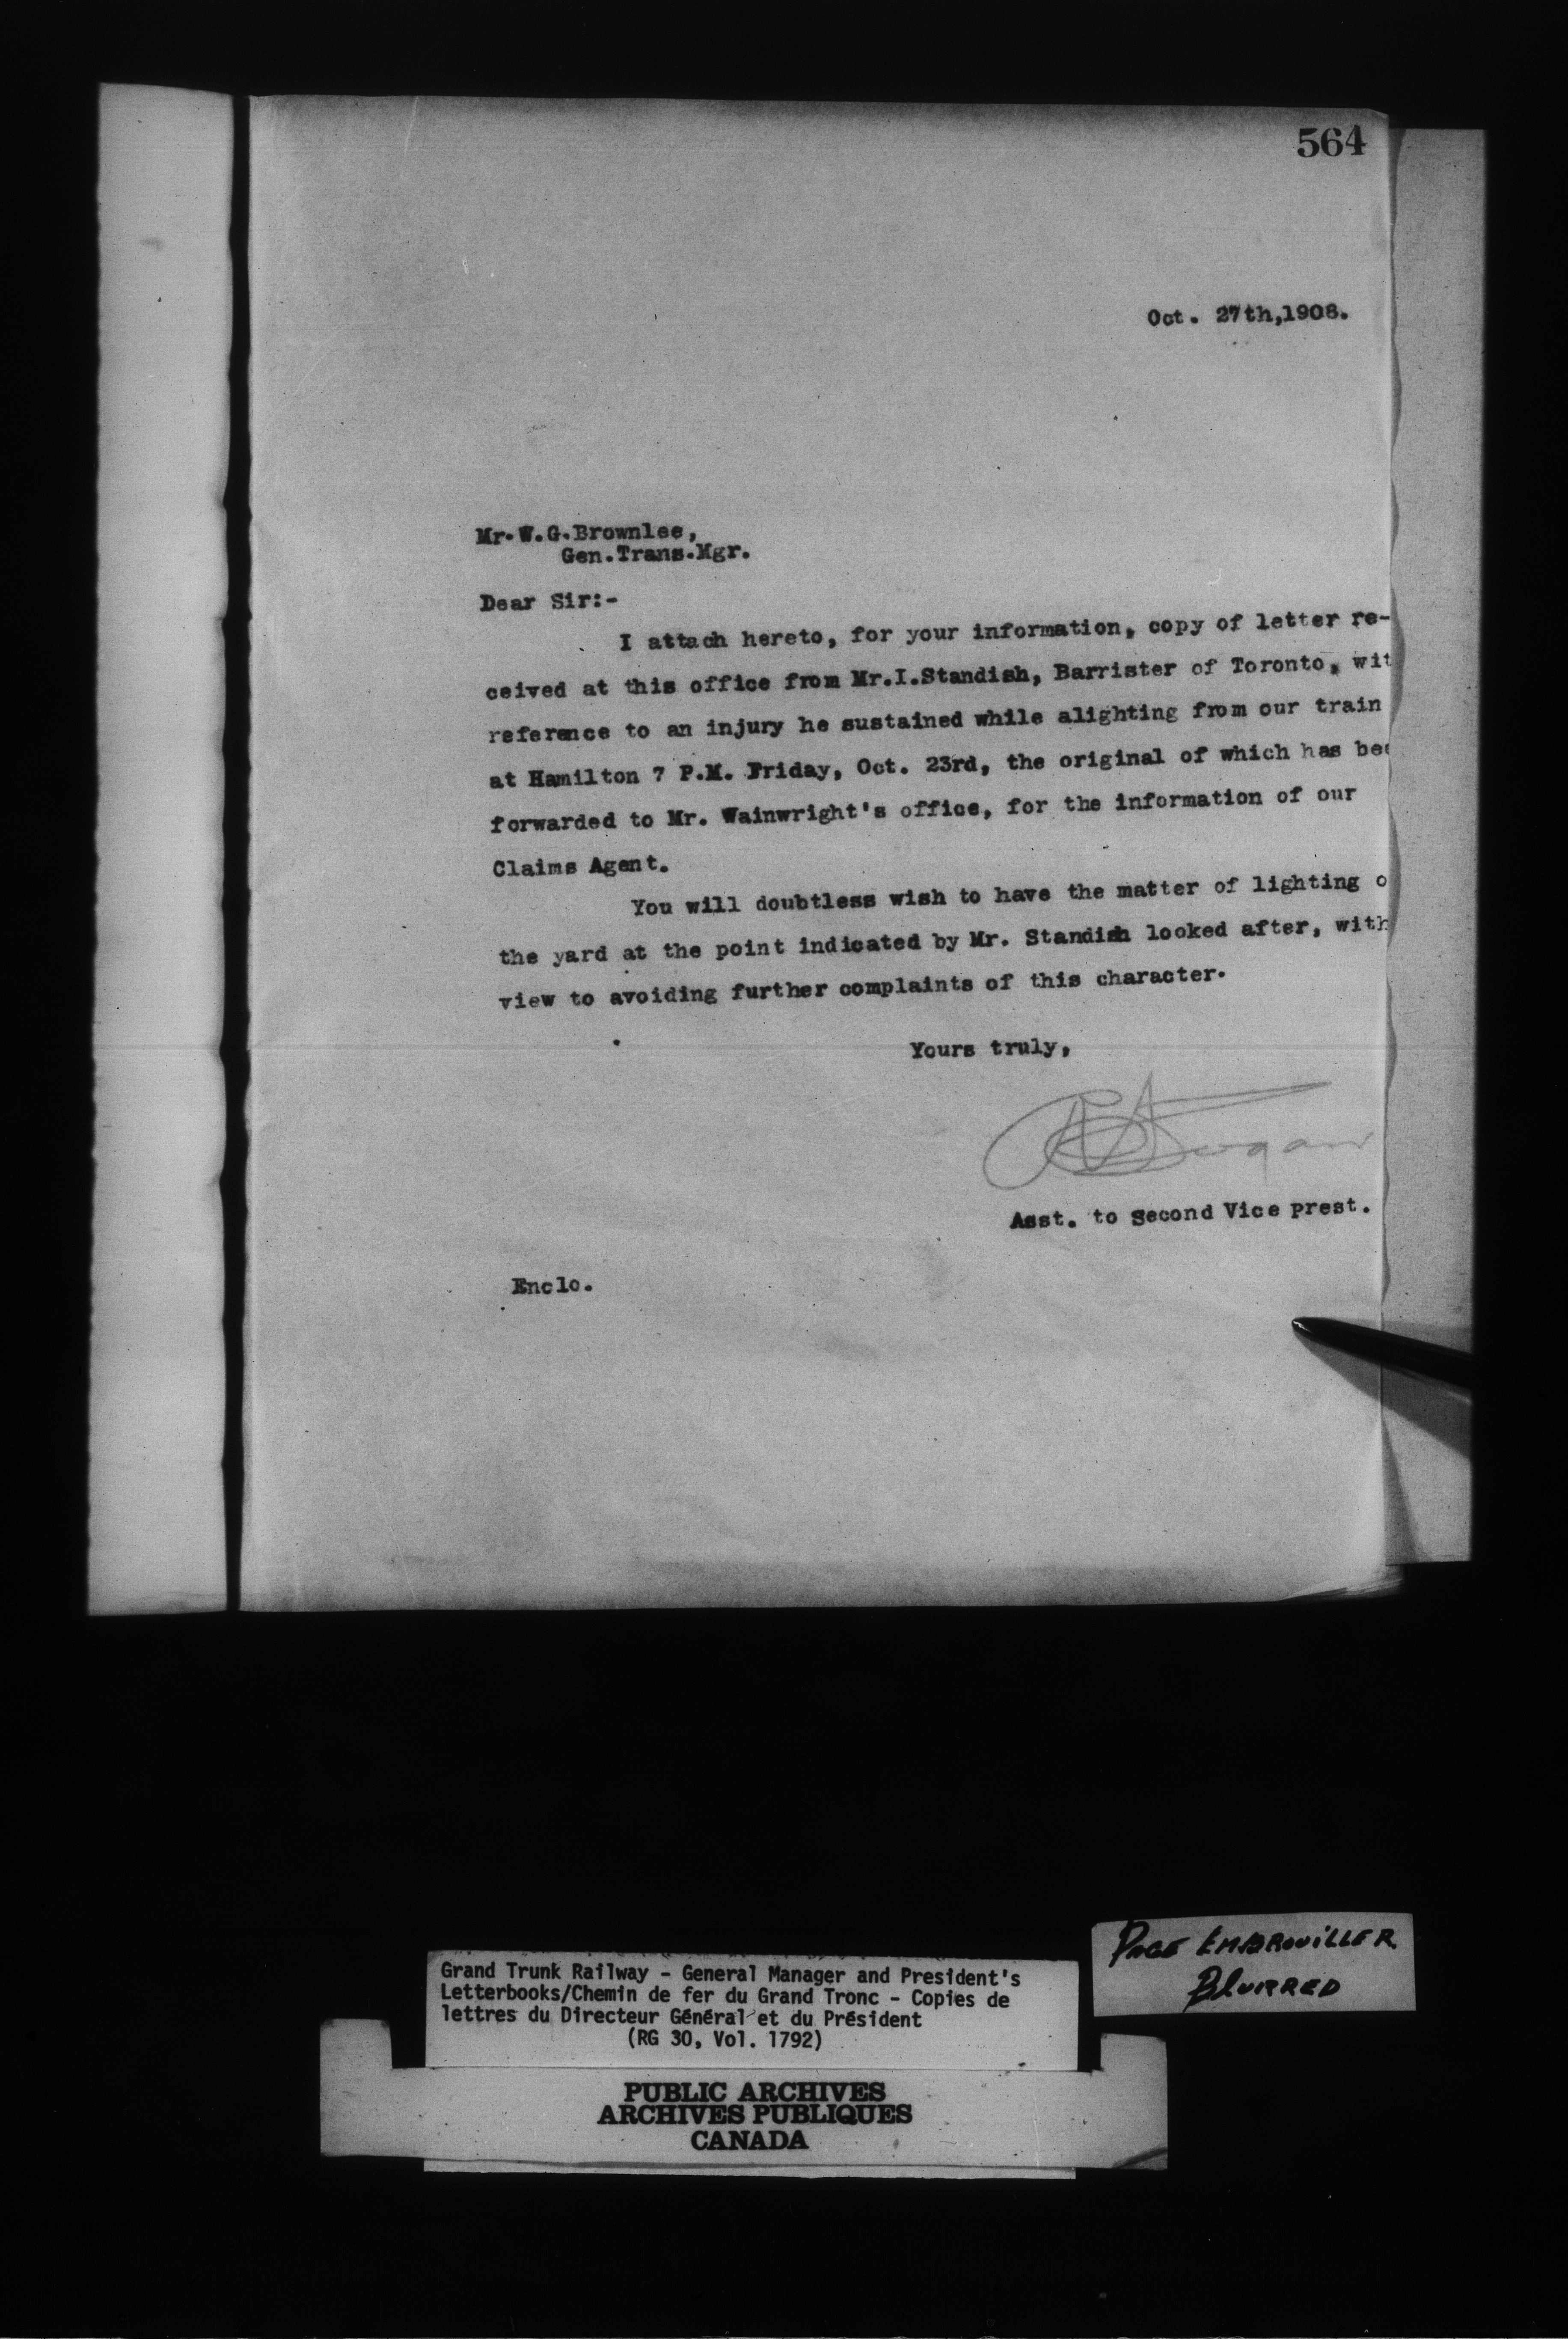 564
Oct. 27th,1908.
Mr.W.G.Brownlee,
Gen.Trans.Mgr.
Dear Sir:-
I attach hereto, for your information, copy of letter re-
ceived at this office from Mr.I.Standish, Barrister of Toronto, wit
reference to an injury he sustained while alighting from our train
at Hamilton 7 P.M. Friday, Oct. 23rd, the original of which has bee
forwarded to Mr. Wainwright's office, for the information of our
Claims Agent.
You will doubtless wish to have the matter of lighting o
the yard at the point indicated by Mr. Standish looked after, with
view to avoiding further complaints of this character.
Yours truly,
Asst. to Second Vice prest.
Enclo.
PAGE EMBROUILLER
BLURRED
Grand Trunk Railway - General Manager and President's
Letterbooks/Chemin de fer du Grand Tronc - Copies de
lettres du Directeur Général et du Président
(RG 30, Vol. 1792)
PUBLIC ARCHIVES
ARCHIVES PUBLIQUES
CANADA